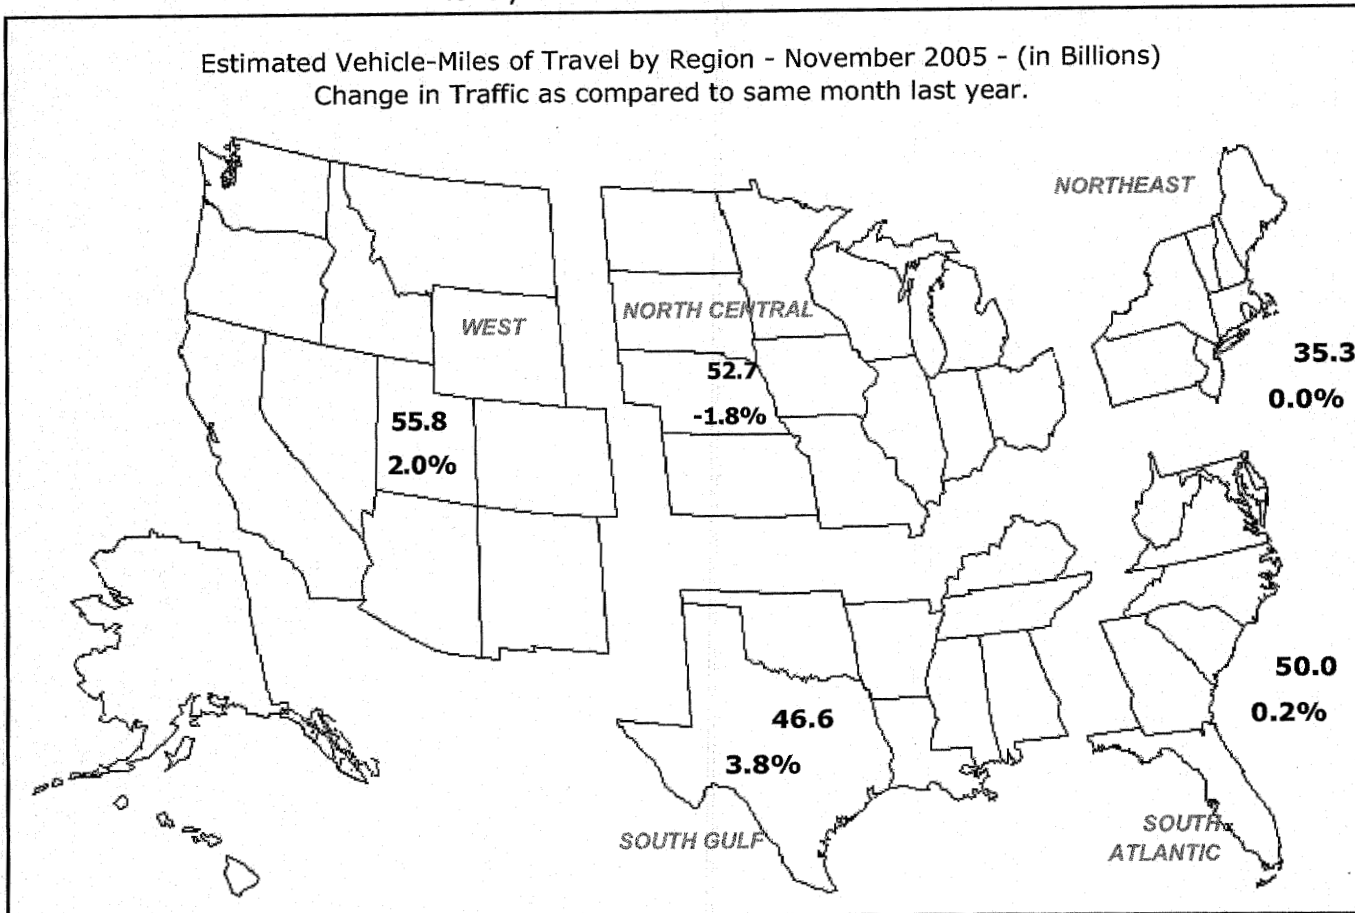 Estimated Vehicle-Miles of Travel by Region - November 2005 - (in Billions)
Change in Traffic as compared to same month last year.
NORTHEAST
35.3
0.0%
WEST
55.8
2.0%
NORTH CENTRAL
52.7
-1.8%
50.0
0.2%
SOUTH ATLANTIC
46.6
3.8%
SOUTH GULF